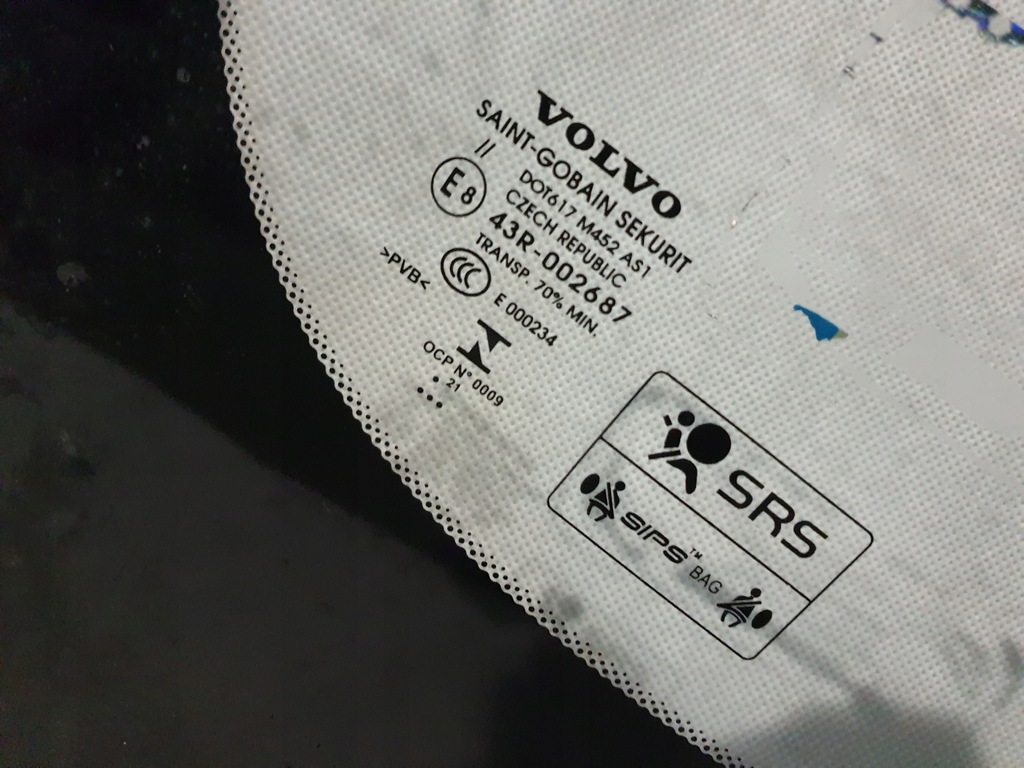 VOLVO
SAINT-GOBAIN SEKURIT
//
DOT617 M452 AS1
CZECH REPUBLIC
E8
43R-002687
TRANSP. 70% MIN.
>PVB<
CCC
E 000234
N
OCP N° 0009
21
SRS
SIPS™ BAG